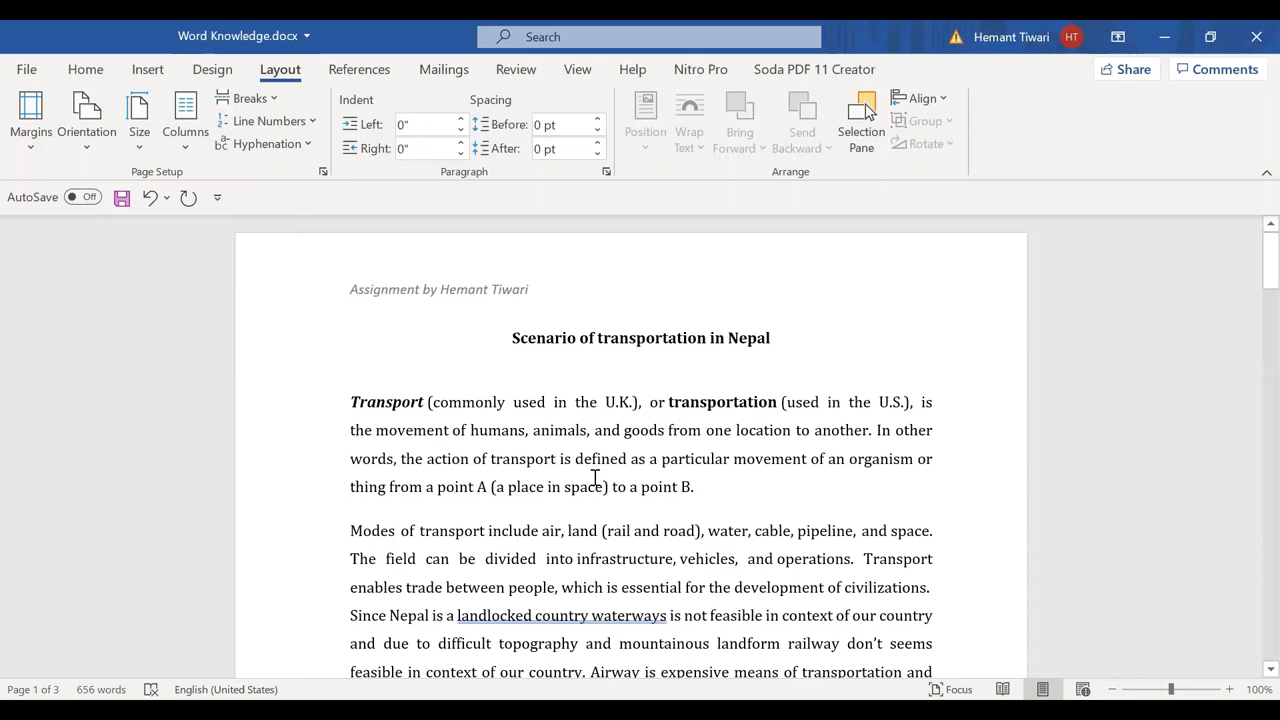 Word Knowledge.docx
Search
Hemant Tiwari HT
File Home Insert Design Layout References Mailings Review View Help Nitro Pro Soda PDF 11 Creator Share Comments
Margins Orientation Size Columns
Breaks
Line Numbers
Hyphenation
Page Setup
Indent Spacing
Left: 0" Before: 0 pt
Right: 0" After: 0 pt
Paragraph
Position Wrap Text Bring Forward Send Backward Selection Pane
Align
Group
Rotate
Arrange
AutoSave Off
Assignment by Hemant Tiwari
Scenario of transportation in Nepal
Transport (commonly used in the U.K.), or transportation (used in the U.S.), is
the movement of humans, animals, and goods from one location to another. In other
words, the action of transport is defined as a particular movement of an organism or
thing from a point A (a place in space) to a point B.
Modes of transport include air, land (rail and road), water, cable, pipeline, and space.
The field can be divided into infrastructure, vehicles, and operations. Transport
enables trade between people, which is essential for the development of civilizations.
Since Nepal is a landlocked country waterways is not feasible in context of our country
and due to difficult topography and mountainous landform railway don't seems
feasible in context of our country. Airway is expensive means of transportation and
Page 1 of 3 656 words English (United States) Focus 100%